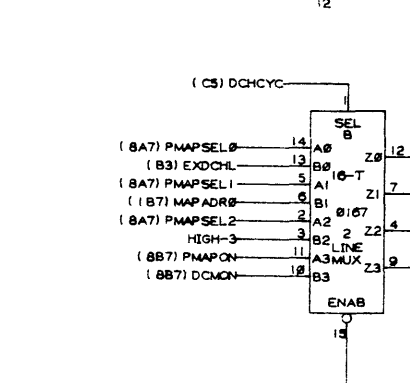 12
( C5) DCHCYC
1
SEL
B
( 8A7) PMAPSELØ 14 AØ ZØ 12
( B3) EXDCHL 13 BØ
16-T
( 8A7) PMAPSEL1 5 A1 Z1 7
( 1B7) MAPADRØ 6 B1
Ø167
( 8A7) PMAPSEL2 2 A2
2 Z2 4
HIGH-3 3 B2
LINE
( 8B7) PMAPON 11 A3 MUX Z3 9
( 8B7) DCMON 1Ø B3
ENAB
15